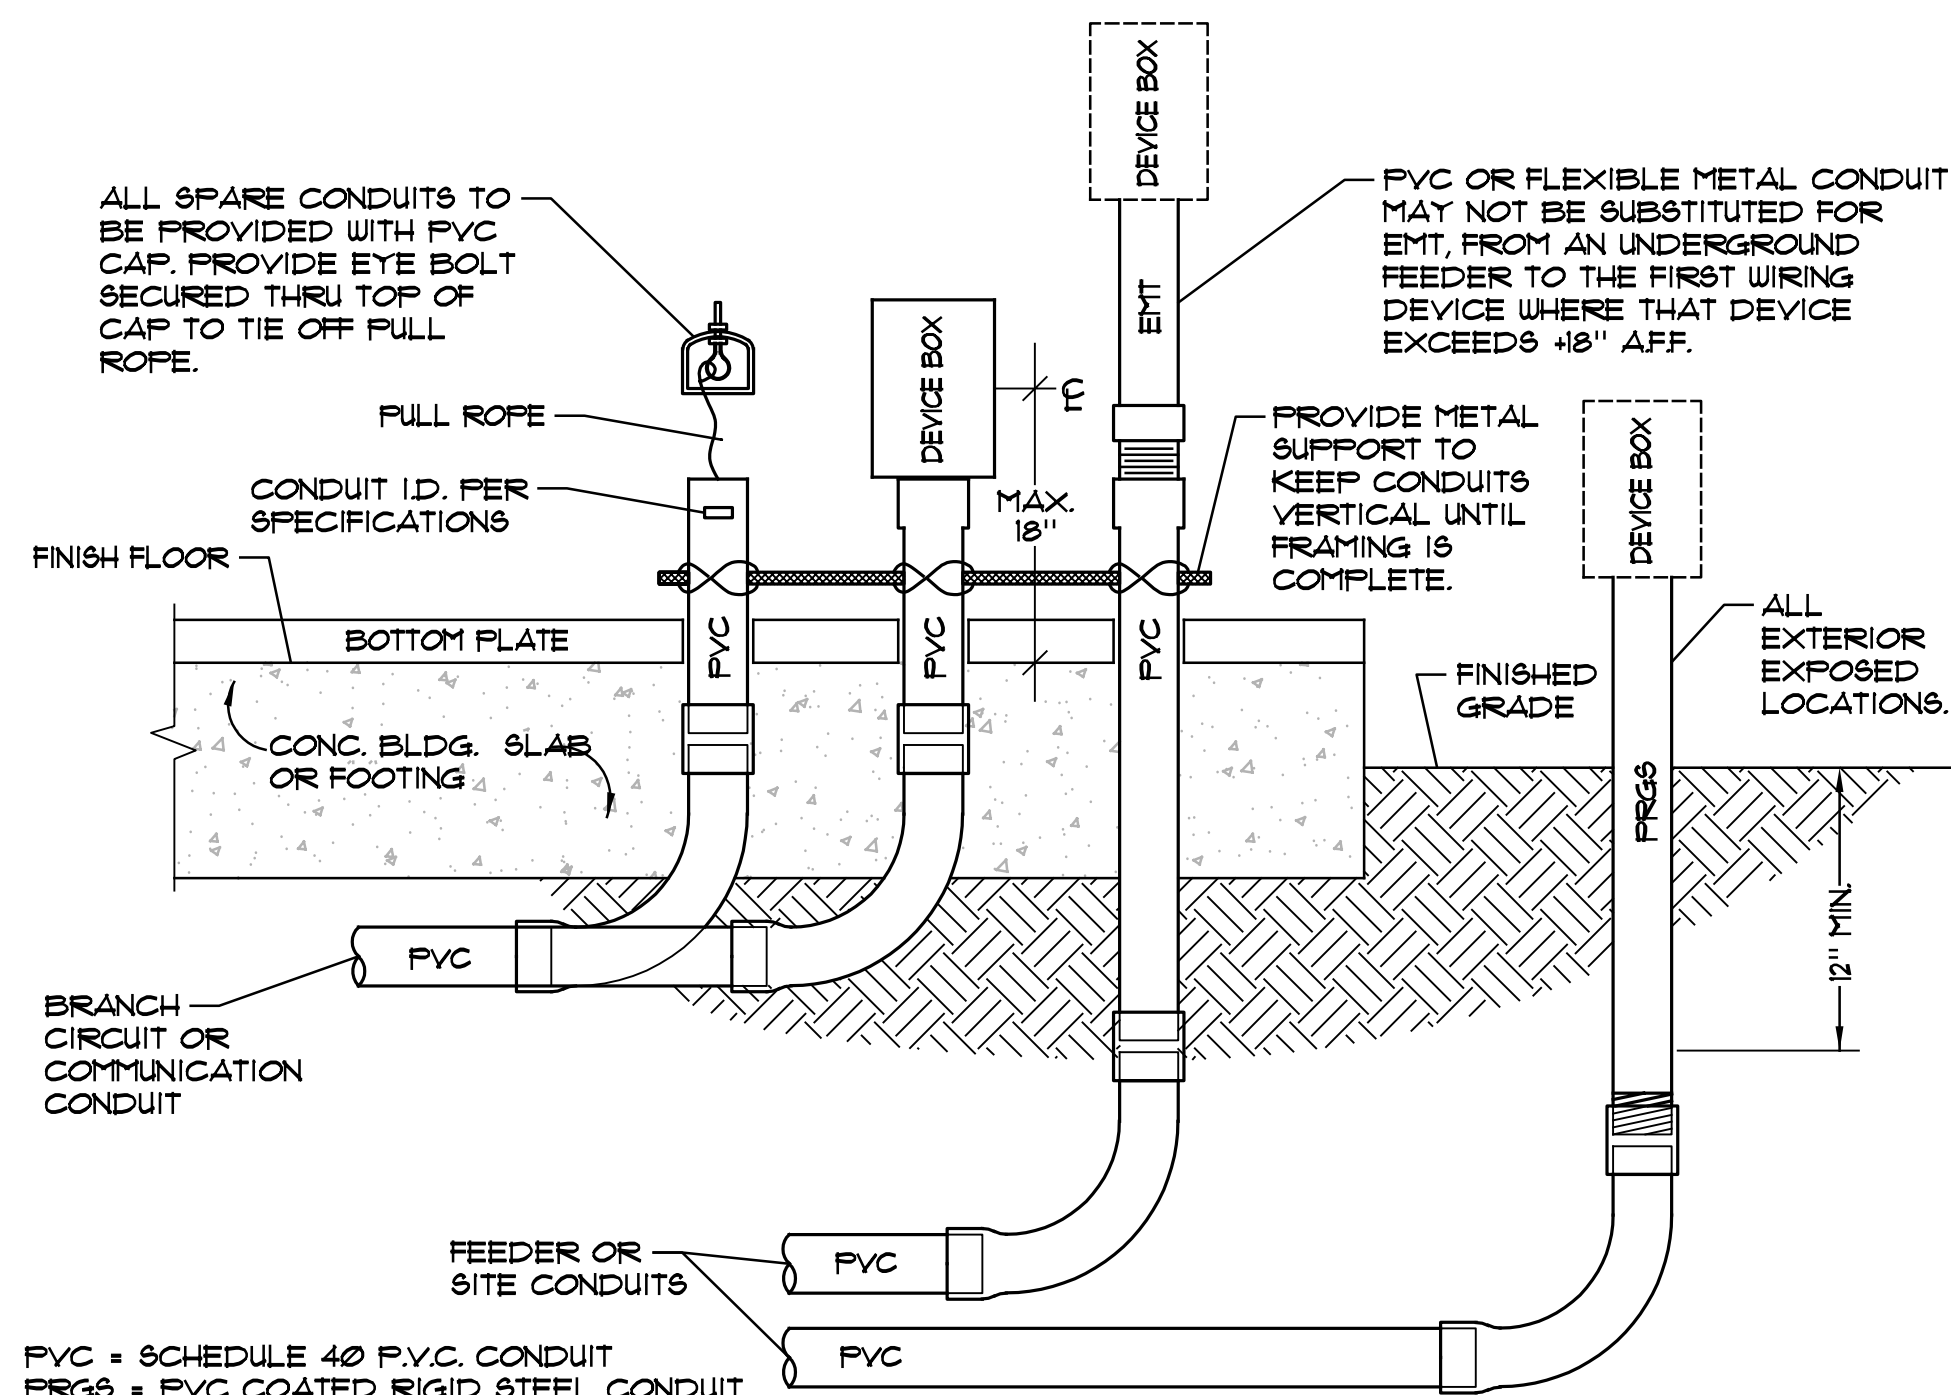 DEVICE BOX
ALL SPARE CONDUITS TO
BE PROVIDED WITH PVC
CAP. PROVIDE EYE BOLT
SECURED THRU TOP OF
CAP TO TIE OFF PULL
ROPE.
PVC OR FLEXIBLE METAL CONDUIT
MAY NOT BE SUBSTITUTED FOR
EMT, FROM AN UNDERGROUND
FEEDER TO THE FIRST WIRING
DEVICE WHERE THAT DEVICE
EXCEEDS +18" A.F.F.
EMT
DEVICE BOX
℄
PULL ROPE
PROVIDE METAL
SUPPORT TO
KEEP CONDUITS
VERTICAL UNTIL
FRAMING IS
COMPLETE.
DEVICE BOX
CONDUIT I.D. PER
SPECIFICATIONS
MAX.
18"
FINISH FLOOR
BOTTOM PLATE
PVC
PVC
PVC
ALL
EXTERIOR
EXPOSED
LOCATIONS.
FINISHED
GRADE
CONC. BLDG. SLAB
OR FOOTING
PRGS
12" MIN.
PVC
BRANCH
CIRCUIT OR
COMMUNICATION
CONDUIT
FEEDER OR
SITE CONDUITS
PVC
PVC
PVC = SCHEDULE 40 P.V.C. CONDUIT
PRGS = PVC COATED RIGID STEEL CONDUIT